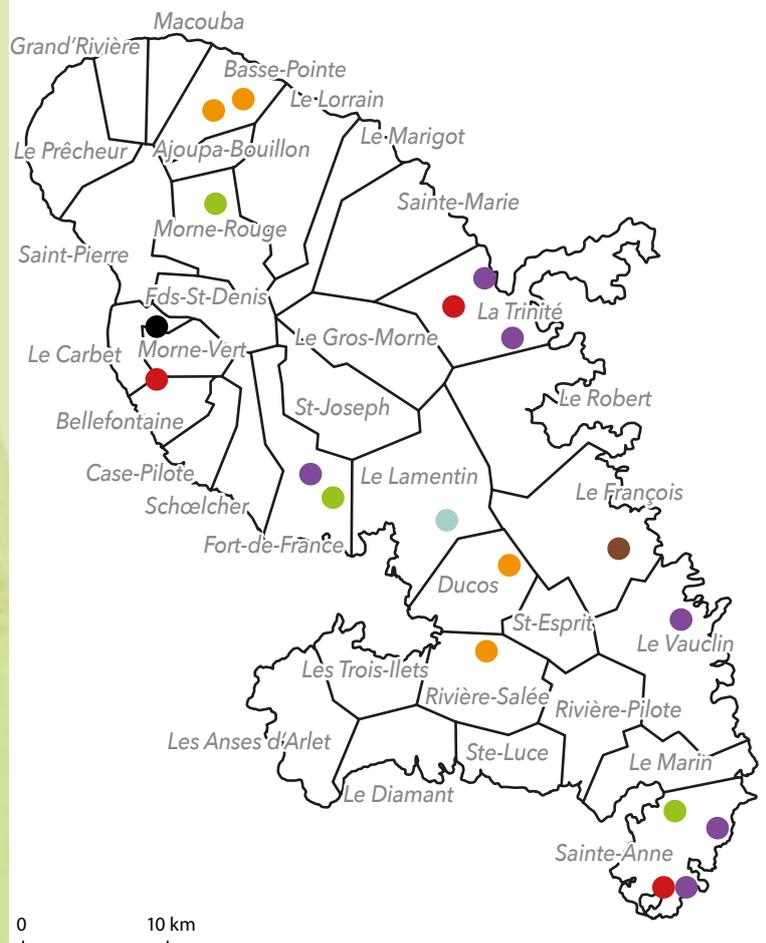 Macouba
Grand'Rivière
Basse-Pointe
Le Lorrain
Le Marigot
Le Prêcheur
Ajoupa-Bouillon
Sainte-Marie
Morne-Rouge
Saint-Pierre
Fds-St-Denis
La Trinité
Le Gros-Morne
Le Carbet
Morne-Vert
Le Robert
St-Joseph
Bellefontaine
Case-Pilote
Le Lamentin
Le François
Schœlcher
Fort-de-France
Ducos
St-Esprit
Le Vauclin
Les Trois-Ilets
Rivière-Salée
Rivière-Pilote
Les Anses d'Arlet
Ste-Luce
Le Marin
Le Diamant
Sainte-Anne
0 10 km